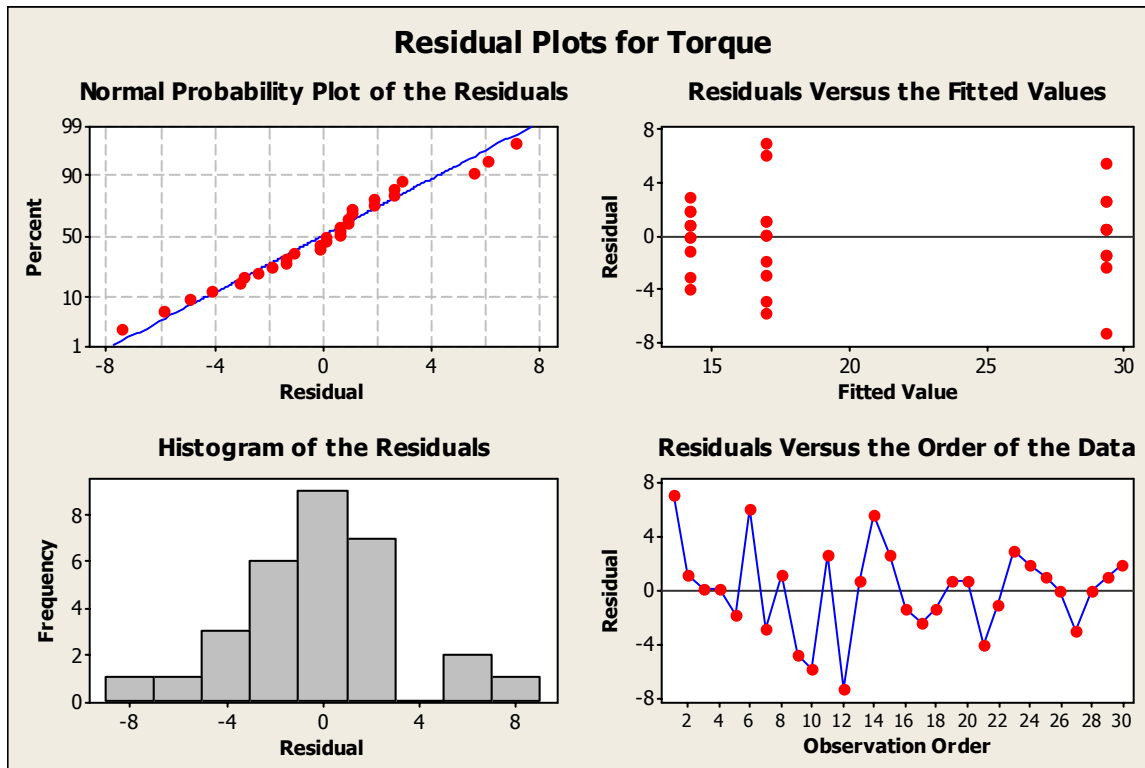 Residual Plots for Torque
Normal Probability Plot of the Residuals
99
90
50
10
1
Percent
-8 -4 0 4 8
Residual
Residuals Versus the Fitted Values
8
4
0
-4
-8
Residual
15 20 25 30
Fitted Value
Histogram of the Residuals
8
6
4
2
0
Frequency
-8 -4 0 4 8
Residual
Residuals Versus the Order of the Data
8
4
0
-4
-8
Residual
2 4 6 8 10 12 14 16 18 20 22 24 26 28 30
Observation Order